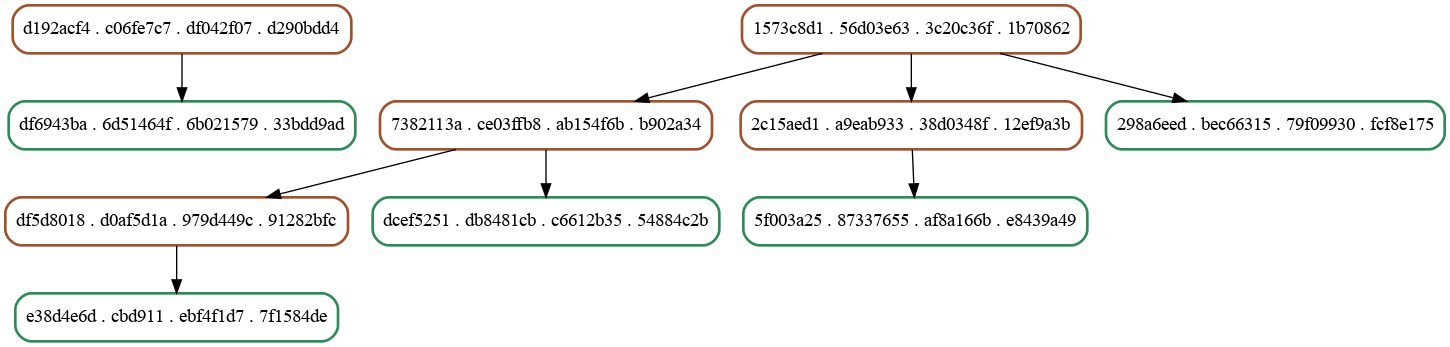 d192acf4 . c06fe7c7 . df042f07 . d290bdd4
1573c8d1 . 56d03e63 . 3c20c36f . 1b70862
df6943ba . 6d51464f . 6b021579 . 33bdd9ad
7382113a . ce03ffb8 . ab154f6b . b902a34
2c15aed1 . a9eab933 . 38d0348f . 12ef9a3b
298a6eed . bec66315 . 79f09930 . fcf8e175
df5d8018 . d0af5d1a . 979d449c . 91282bfc
dcef5251 . db8481cb . c6612b35 . 54884c2b
5f003a25 . 87337655 . af8a166b . e8439a49
e38d4e6d . cbd911 . ebf4f1d7 . 7f1584de